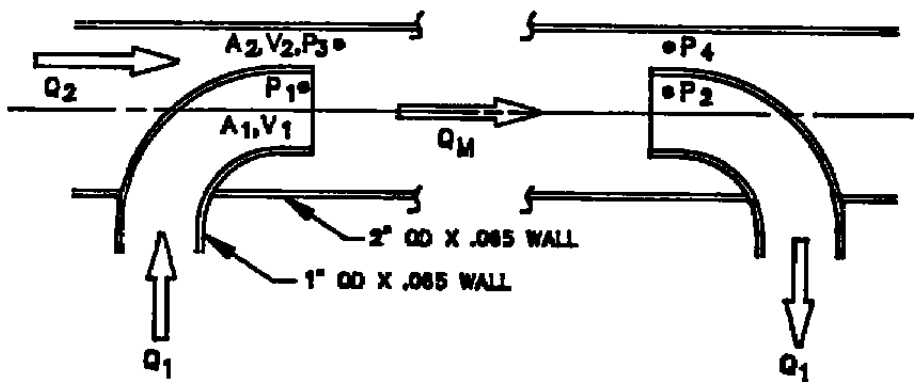 A2, V2, P3
P4
Q2
P1
P2
A1, V1
QM
2" OD X .065 WALL
1" OD X .065 WALL
Q1
Q1